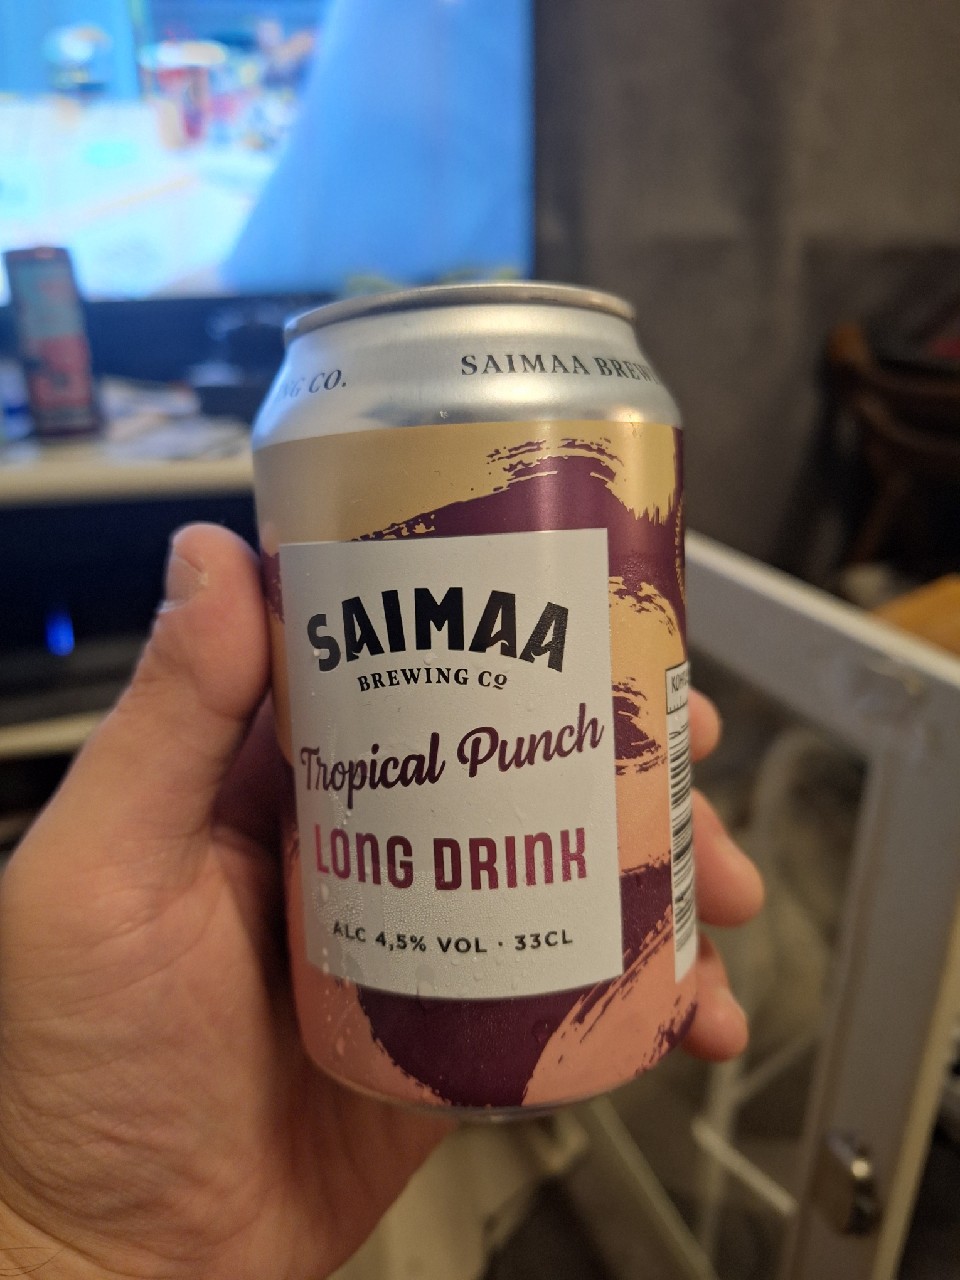 NG CO.
SAIMAA BREW
SAIMAA
BREWING Co
Tropical Punch
LONG DRINK
ALC 4,5% VOL · 33CL